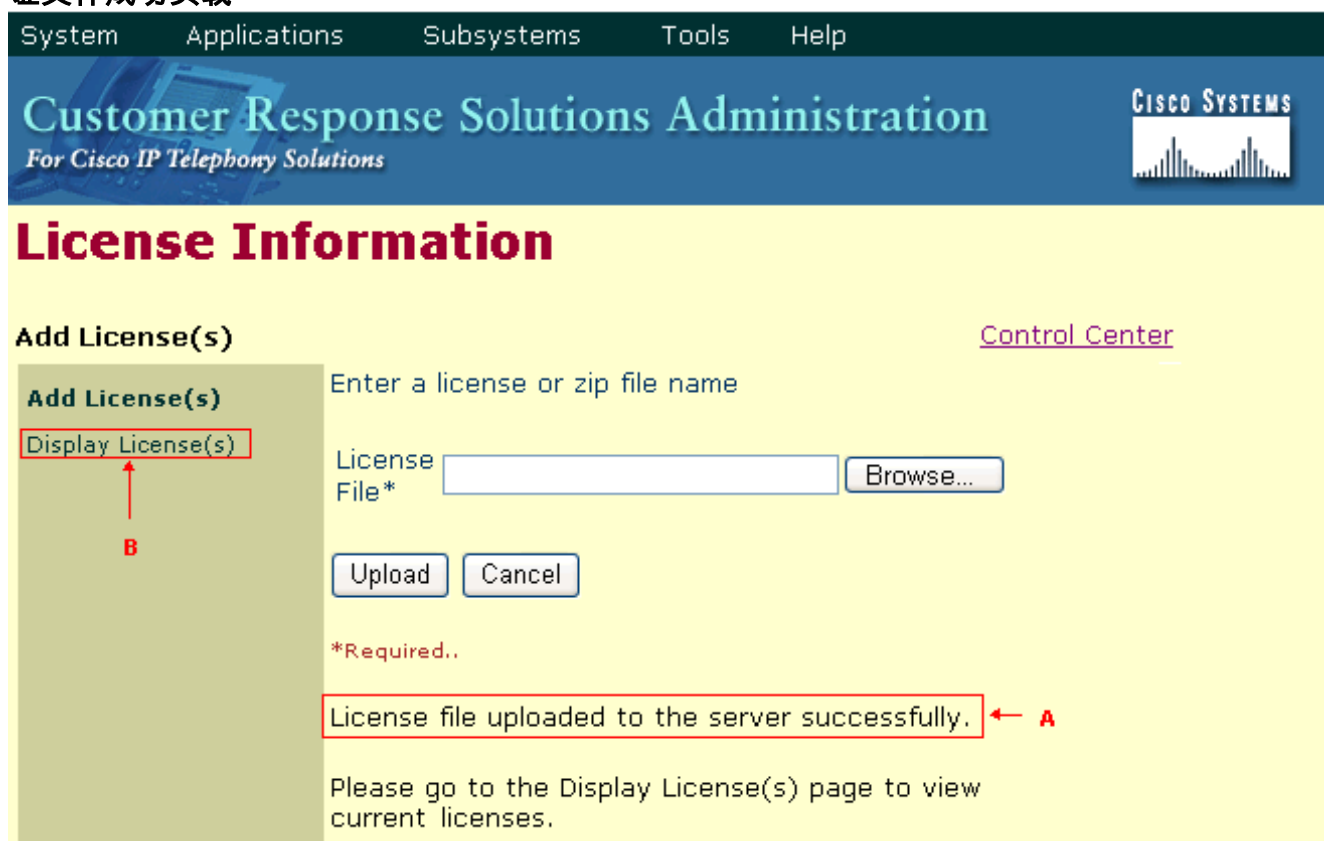 System Applications Subsystems Tools Help
Customer Response Solutions Administration
For Cisco IP Telephony Solutions
CISCO SYSTEMS
License Information
Add License(s)
Control Center
Add License(s)
Display License(s)
B
Enter a license or zip file name
License
File*
Browse...
Upload Cancel
*Required..
License file uploaded to the server successfully.
A
Please go to the Display License(s) page to view
current licenses.